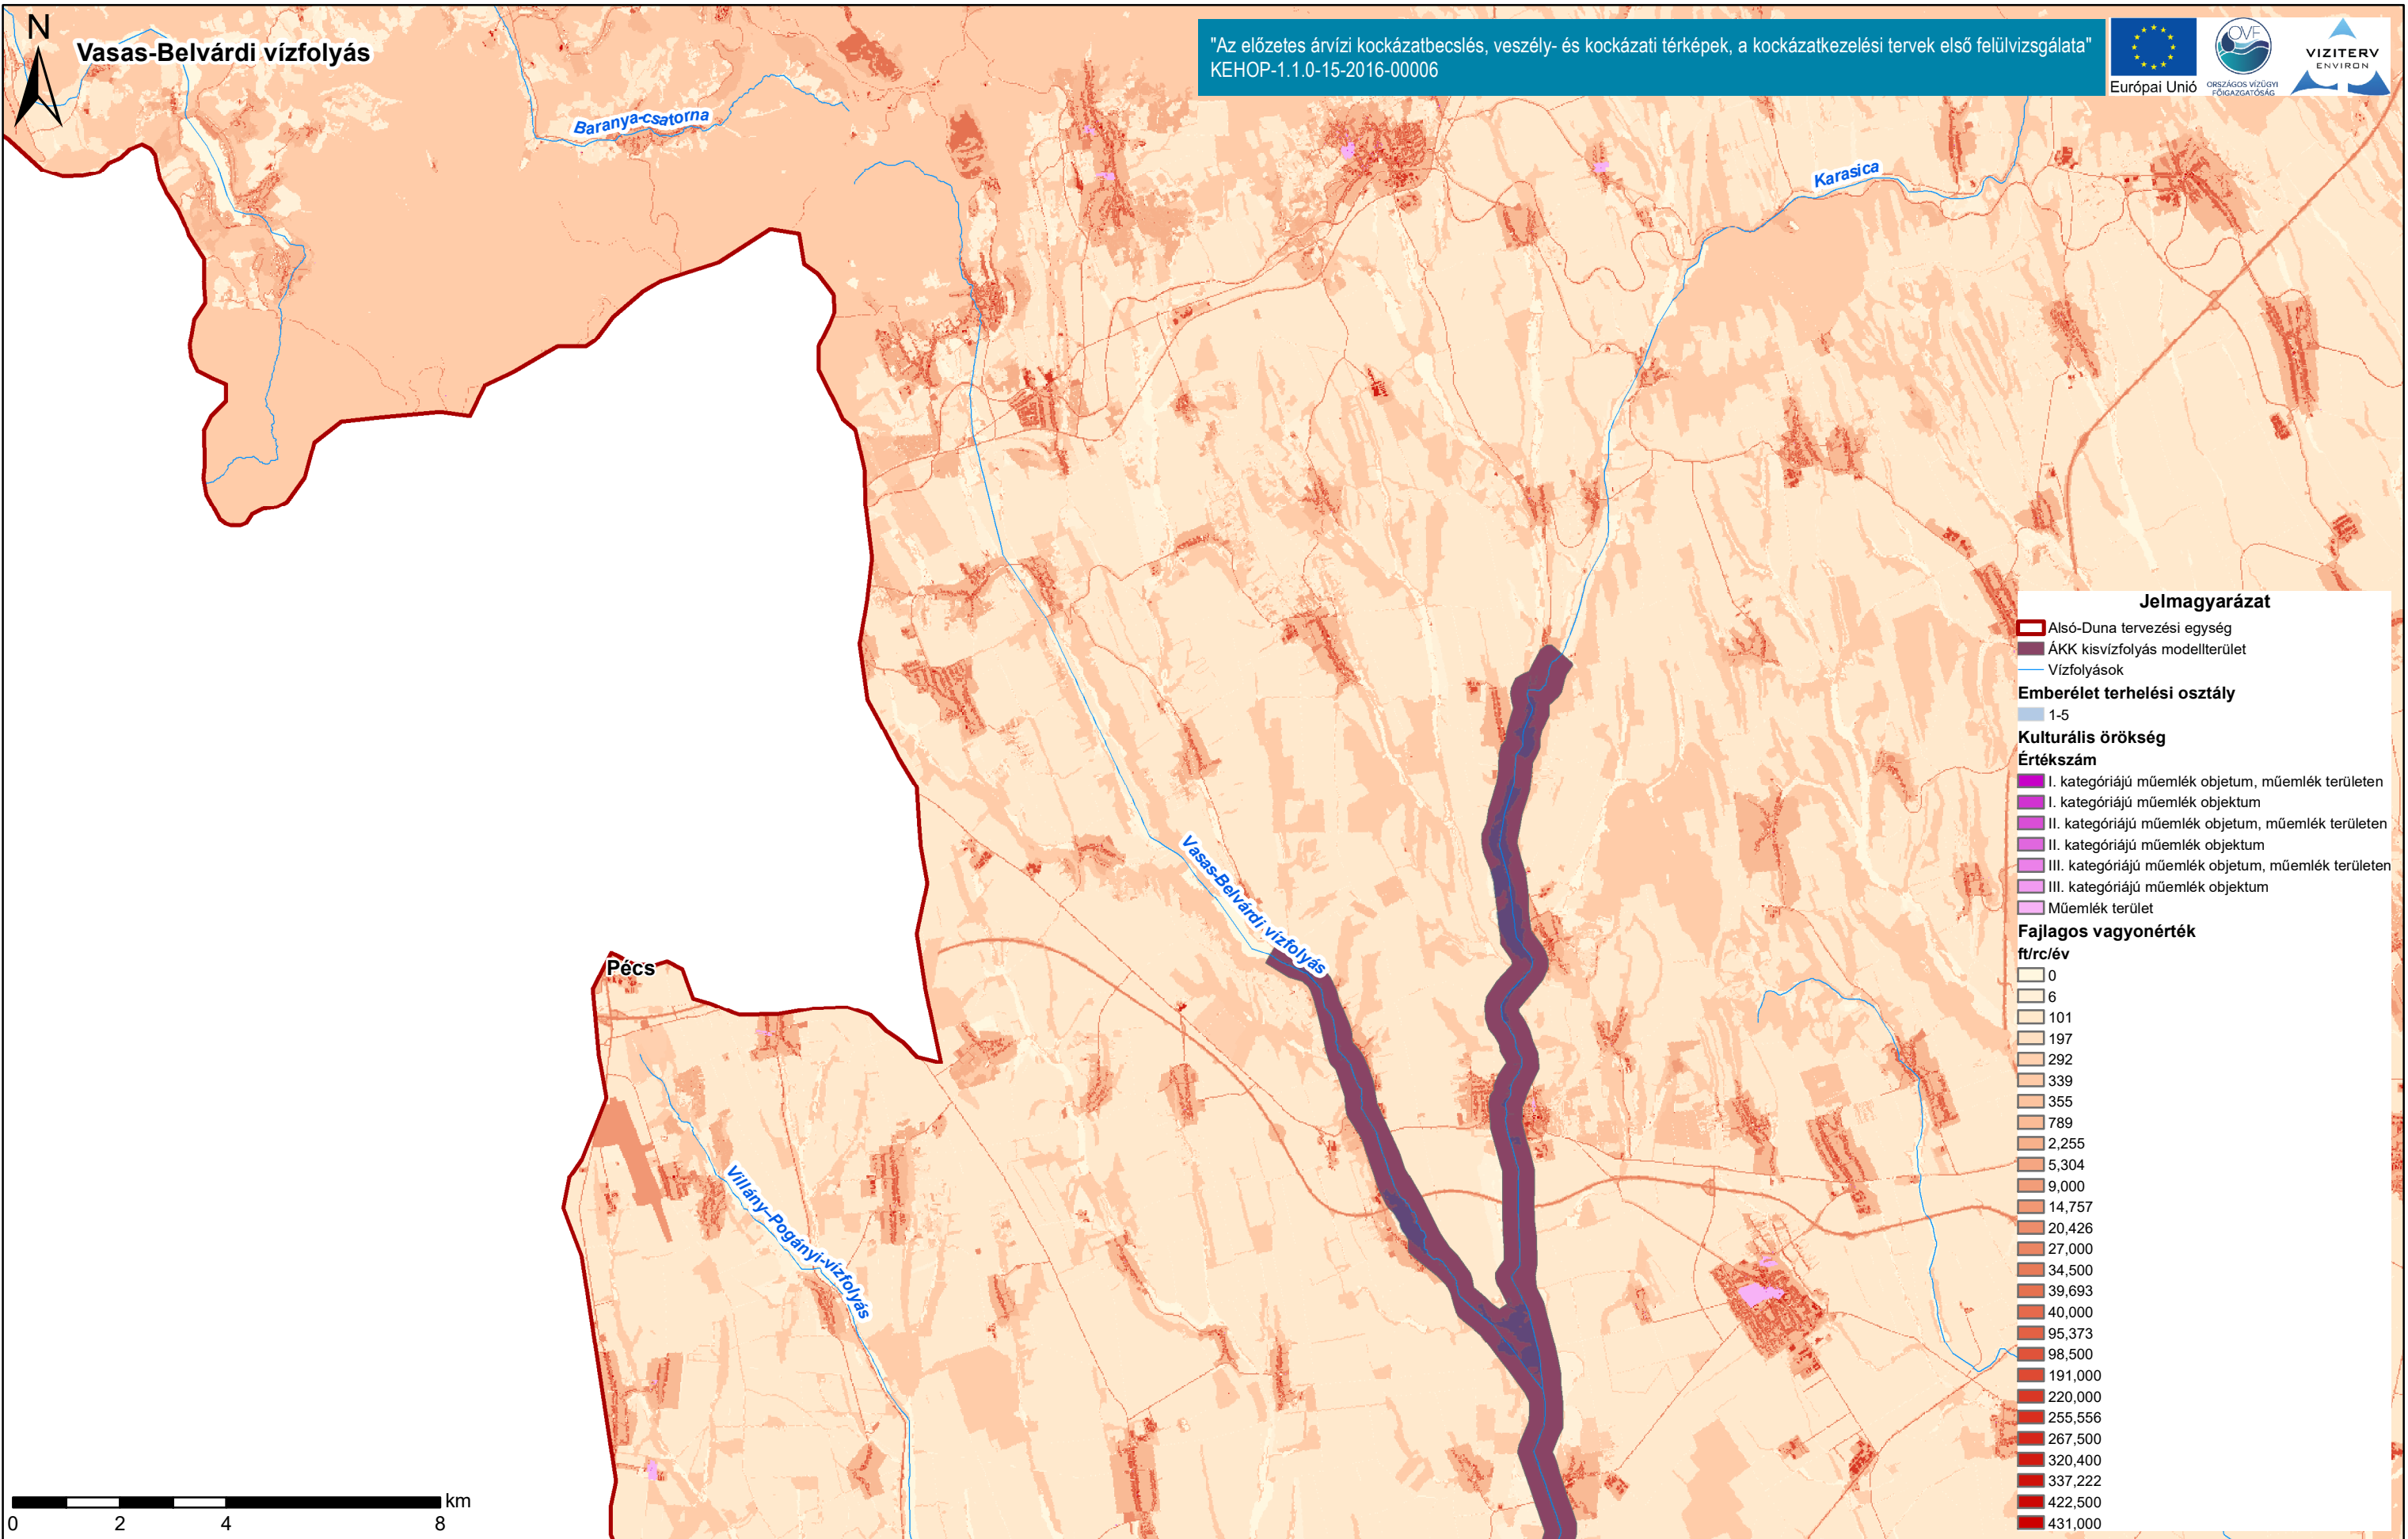 N
Vasas-Belvárdi vízfolyás
"Az előzetes árvízi kockázatbecslés, veszély- és kockázati térképek, a kockázatkezelési tervek első felülvizsgálata"
KEHOP-1.1.0-15-2016-00006
Európai Unió
OVF
ORSZÁGOS VÍZÜGYI
FŐIGAZGATÓSÁG
VIZITERV
ENVIRON
Baranya-csatorna
Karasica
Vasas-Belvárdi vízfolyás
Pécs
Villány–Pogányi-vízfolyás
Jelmagyarázat
Alsó-Duna tervezési egység
ÁKK kisvízfolyás modellterület
Vízfolyások
Emberélet terhelési osztály
1-5
Kulturális örökség
Értékszám
I. kategóriájú műemlék objetum, műemlék területen
I. kategóriájú műemlék objektum
II. kategóriájú műemlék objetum, műemlék területen
II. kategóriájú műemlék objektum
III. kategóriájú műemlék objetum, műemlék területen
III. kategóriájú műemlék objektum
Műemlék terület
Fajlagos vagyonérték
ft/rc/év
0
6
101
197
292
339
355
789
2,255
5,304
9,000
14,757
20,426
27,000
34,500
39,693
40,000
95,373
98,500
191,000
220,000
255,556
267,500
320,400
337,222
422,500
431,000
km
0 2 4 8